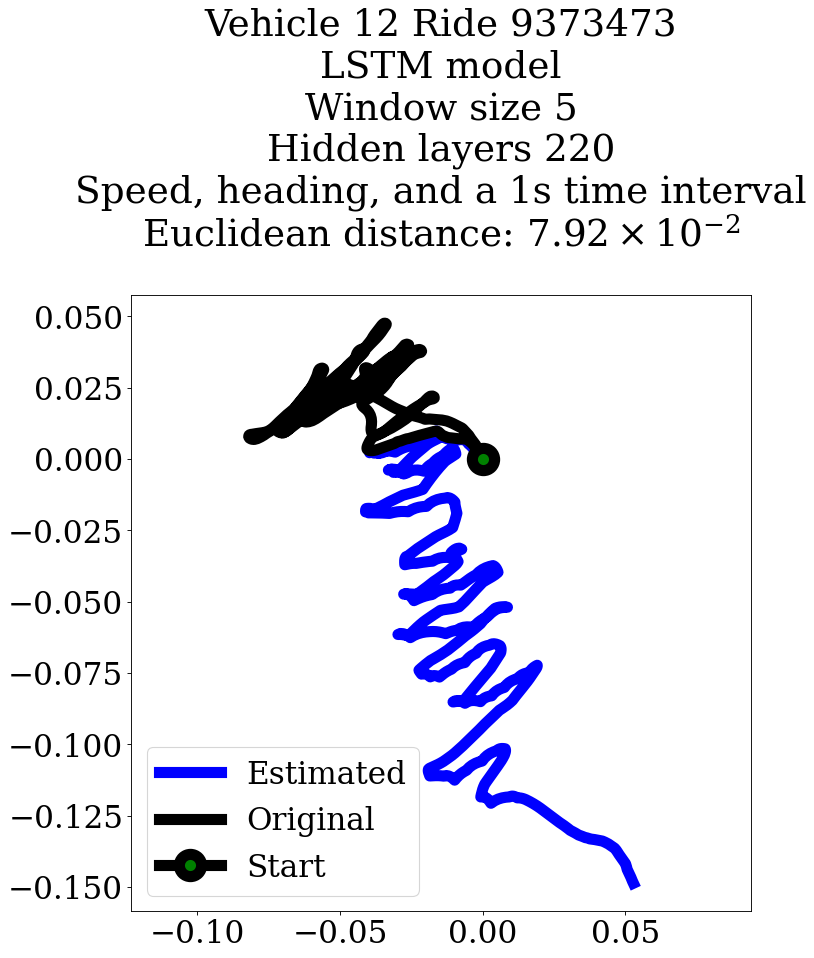 Vehicle 12 Ride 9373473
LSTM model
Window size 5
Hidden layers 220
Speed, heading, and a 1s time interval
Euclidean distance: 7.92 × 10⁻²
0.050
0.025
0.000
−0.025
−0.050
−0.075
−0.100
−0.125
−0.150
Estimated
Original
Start
−0.10 −0.05 0.00 0.05